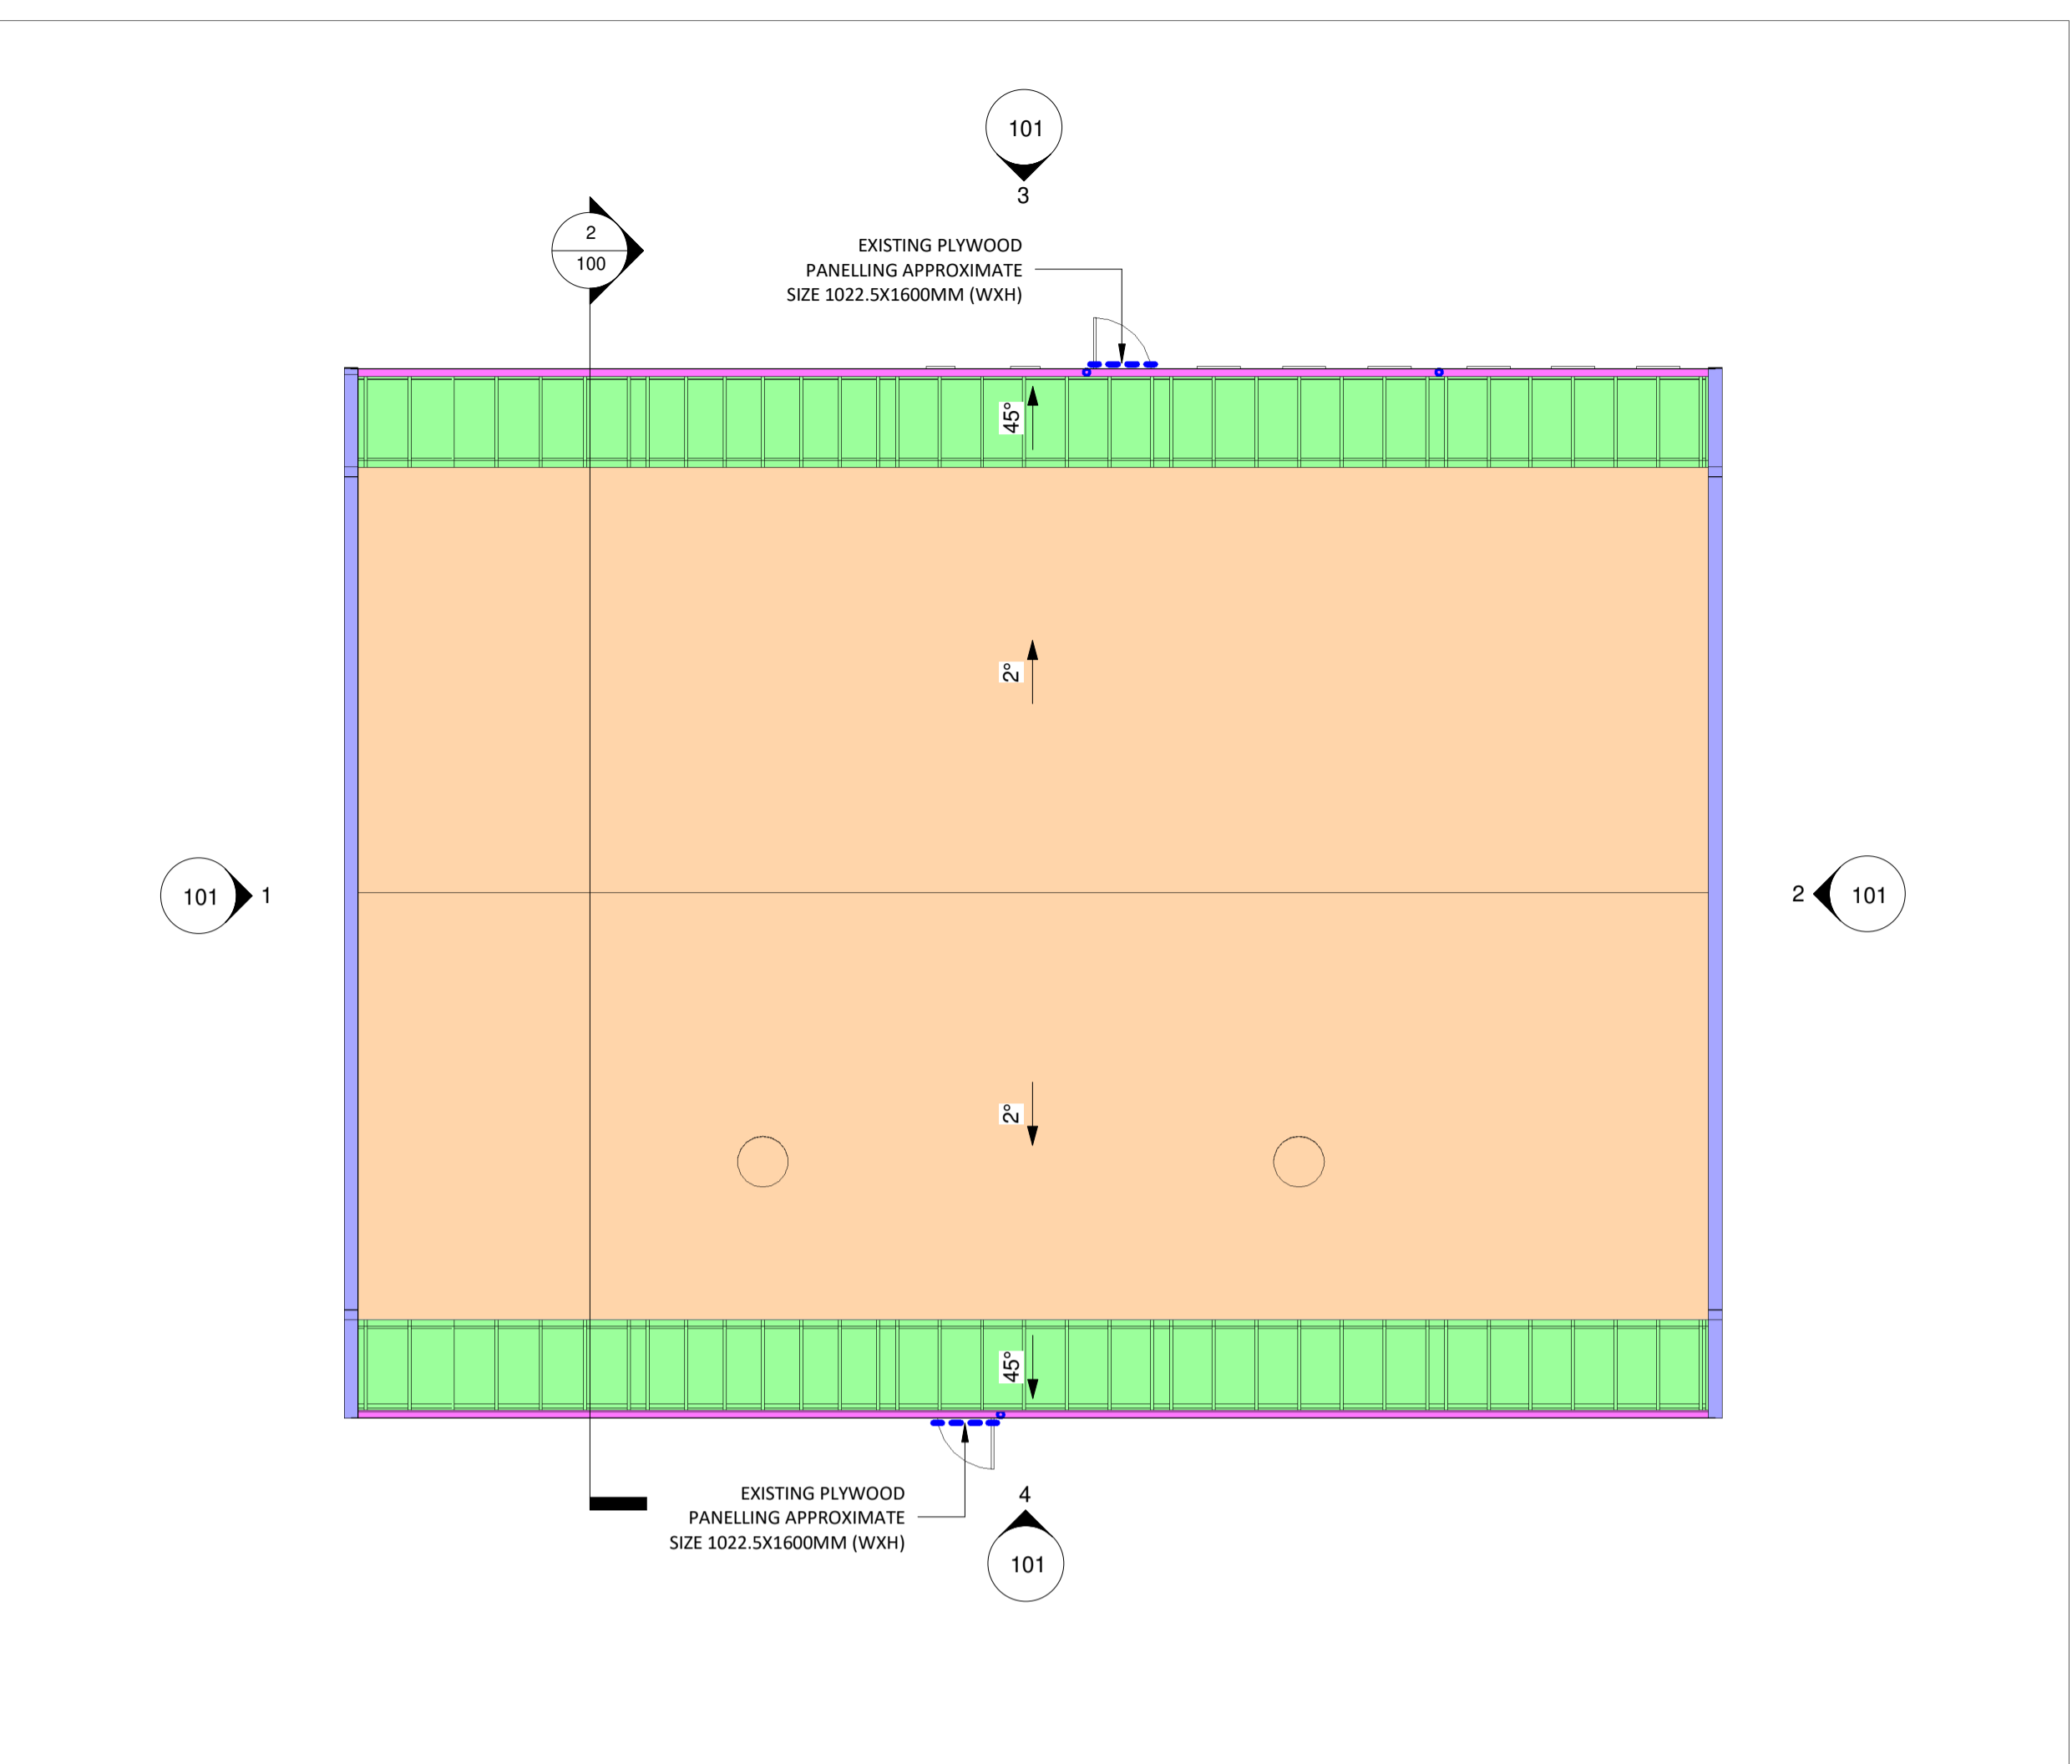 101
3
2
100
EXISTING PLYWOOD
PANELLING APPROXIMATE
SIZE 1022.5X1600MM (WXH)
45°
2°
101
1
2
101
2°
45°
EXISTING PLYWOOD
PANELLING APPROXIMATE
SIZE 1022.5X1600MM (WXH)
4
101